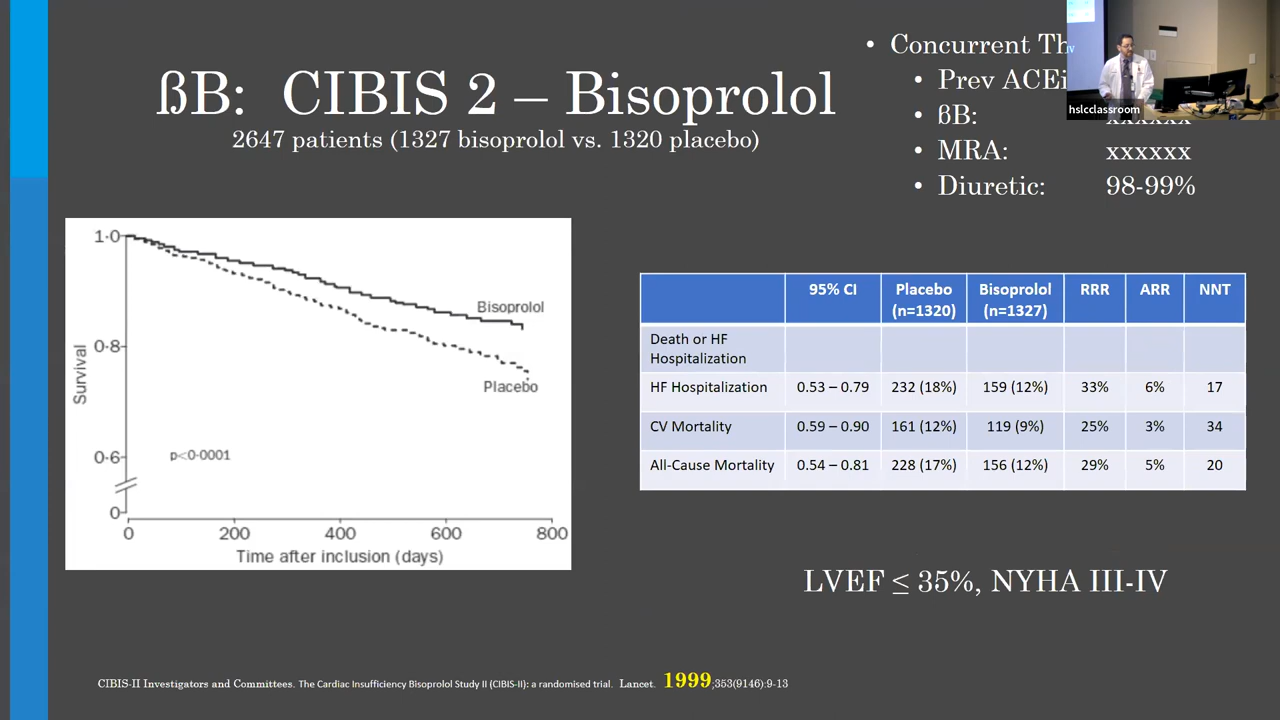 ßB: CIBIS 2 – Bisoprolol
2647 patients (1327 bisoprolol vs. 1320 placebo)
• Concurrent
• Prev ACEi
• ßB: xxxxxx
• MRA: xxxxxx
• Diuretic: 98-99%
hslcclassroom
1·0
0·8
0·6
0
Survival
Bisoprolol
Placebo
p<0·0001
0 200 400 600 800
Time after inclusion (days)
95% CI Placebo (n=1320) Bisoprolol (n=1327) RRR ARR NNT
Death or HF
Hospitalization
HF Hospitalization 0.53 – 0.79 232 (18%) 159 (12%) 33% 6% 17
CV Mortality 0.59 – 0.90 161 (12%) 119 (9%) 25% 3% 34
All-Cause Mortality 0.54 – 0.81 228 (17%) 156 (12%) 29% 5% 20
LVEF ≤ 35%, NYHA III-IV
CIBIS-II Investigators and Committees. The Cardiac Insufficiency Bisoprolol Study II (CIBIS-II): a randomised trial. Lancet. 1999;353(9146):9-13